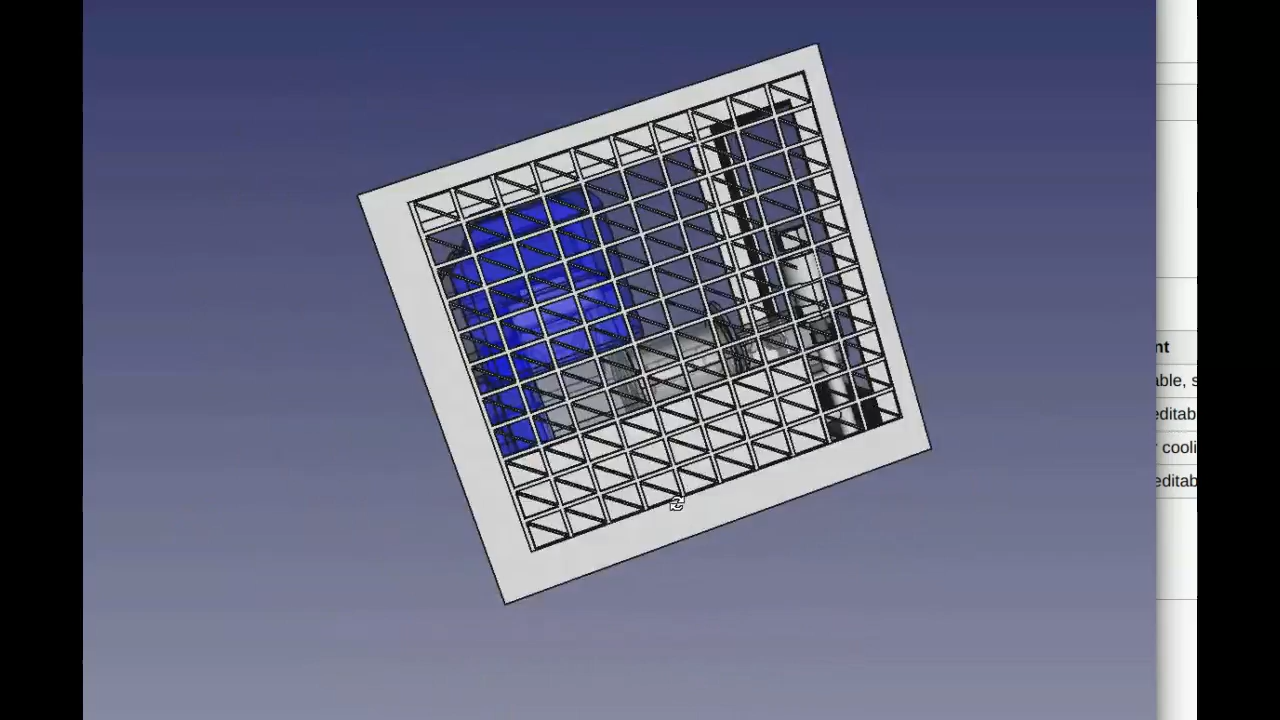 nt
able, s
editab
cooli
editab